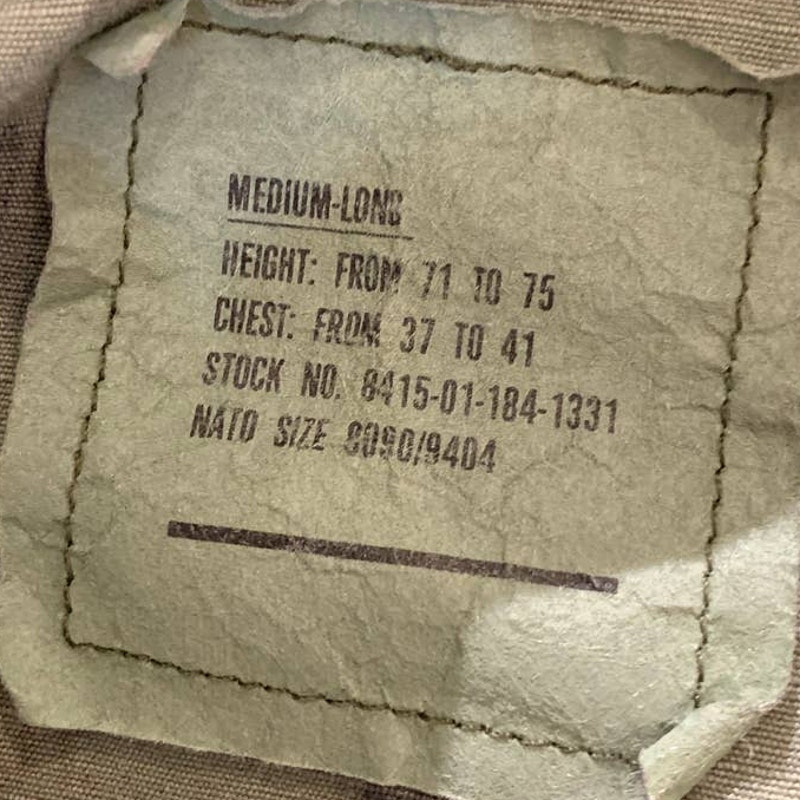 MEDIUM-LONG
HEIGHT: FROM 71 TO 75
CHEST: FROM 37 TO 41
STOCK NO. 8415-01-184-1331
NATO SIZE 8090/9404